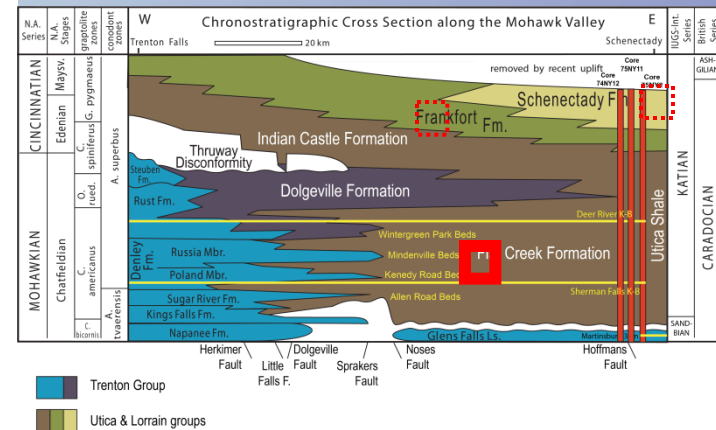 N.A. Series
N.A. Stages
graptolite zones
conodont zones
W
Chronostratigraphic Cross Section along the Mohawk Valley
E
Trenton Falls
20 km
Schenectady
IUGS-Int. Series
British Series
CINCINNATIAN
MOHAWKIAN
Maysv.
Edenian
Chatfieldian
G. pygmaeus
C. spiniferus
O. rued.
C. americanus
C. bicornis
A. superbus
A. tvaerensis
removed by recent uplift
Core 74NY12
Core 75NY11
Core
ASH-GILIAN
KATIAN
SAND-BIAN
CARADOCIAN
Schenectady Fm
Frankfort Fm.
Indian Castle Formation
Thruway
Disconformity
Steuben Fm.
Dolgeville Formation
Rust Fm.
Utica Shale
Deer River K-B
Wintergreen Park Beds
Denley Fm.
Russia Mbr.
Mindenville Beds
Creek Formation
Poland Mbr.
Kenedy Road Bed
Sherman Falls K-B
Sugar River Fm.
Allen Road Beds
Kings Falls Fm.
Napanee Fm.
Glens Falls Ls.
Herkimer Fault
Little Falls F.
Dolgeville Fault
Sprakers Fault
Noses Fault
Hoffmans Fault
Trenton Group
Utica & Lorrain groups